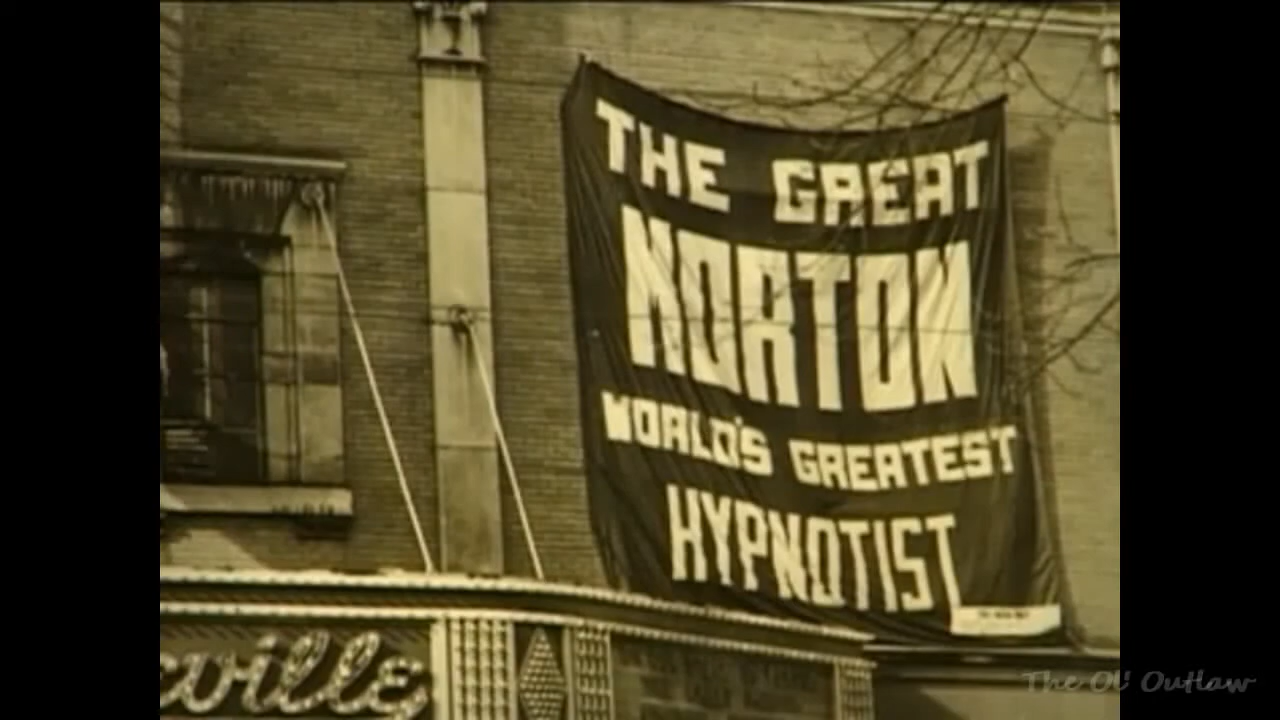 THE GREAT
NORTON
WORLD'S GREATEST
HYPNOTIST
ville
The Ol' Outlaw